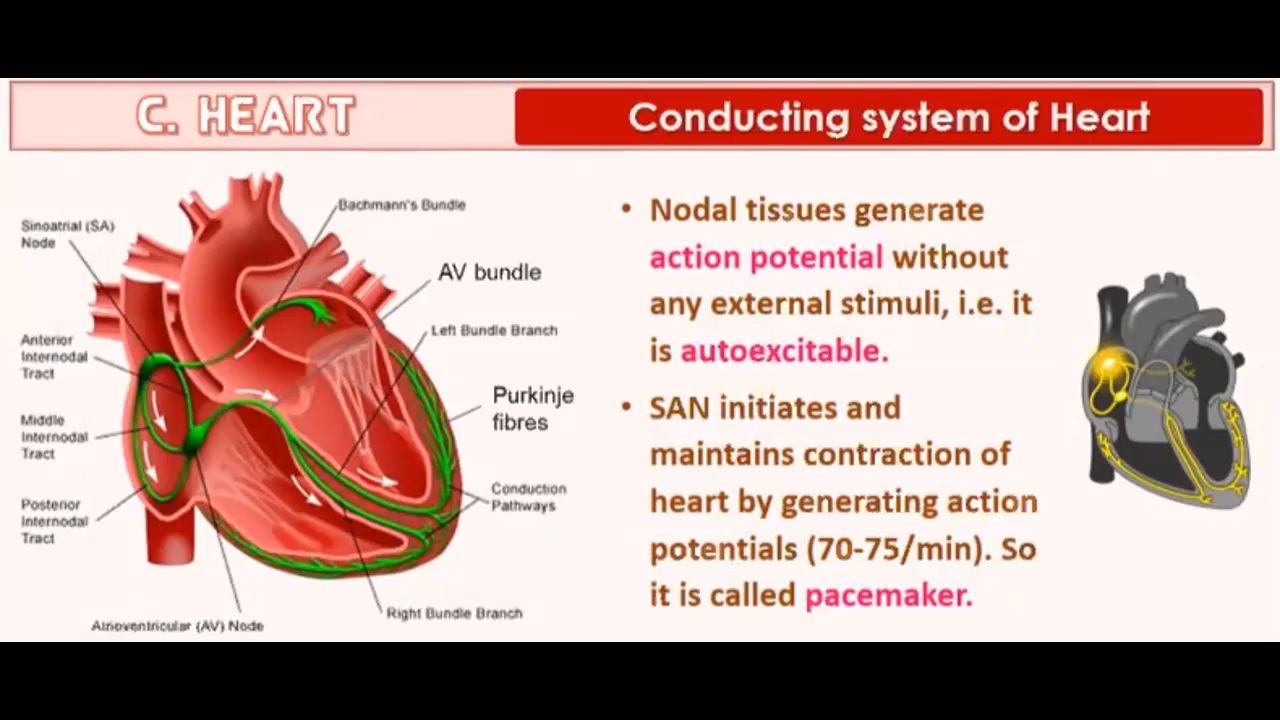 C. HEART
Conducting system of Heart
Sinoatrial (SA)
Node
Bachmann's Bundle
AV bundle
Left Bundle Branch
Anterior
Internodal
Tract
Purkinje
fibres
Middle
Internodal
Tract
Conduction
Pathways
Posterior
Internodal
Tract
Right Bundle Branch
Atrioventricular (AV) Node
• Nodal tissues generate
action potential without
any external stimuli, i.e. it
is autoexcitable.
• SAN initiates and
maintains contraction of
heart by generating action
potentials (70-75/min). So
it is called pacemaker.